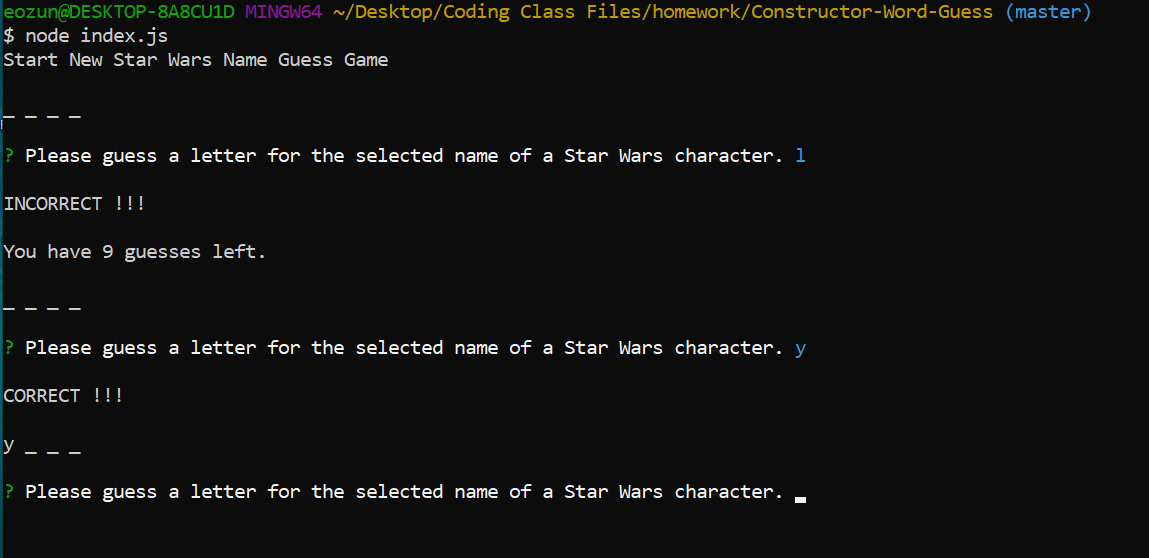 eozun@DESKTOP-8A8CU1D MINGW64 ~/Desktop/Coding Class Files/homework/Constructor-Word-Guess (master)
$ node index.js
Start New Star Wars Name Guess Game
_ _ _ _
? Please guess a letter for the selected name of a Star Wars character. l
INCORRECT !!!
You have 9 guesses left.
_ _ _ _
? Please guess a letter for the selected name of a Star Wars character. y
CORRECT !!!
y _ _ _
? Please guess a letter for the selected name of a Star Wars character.